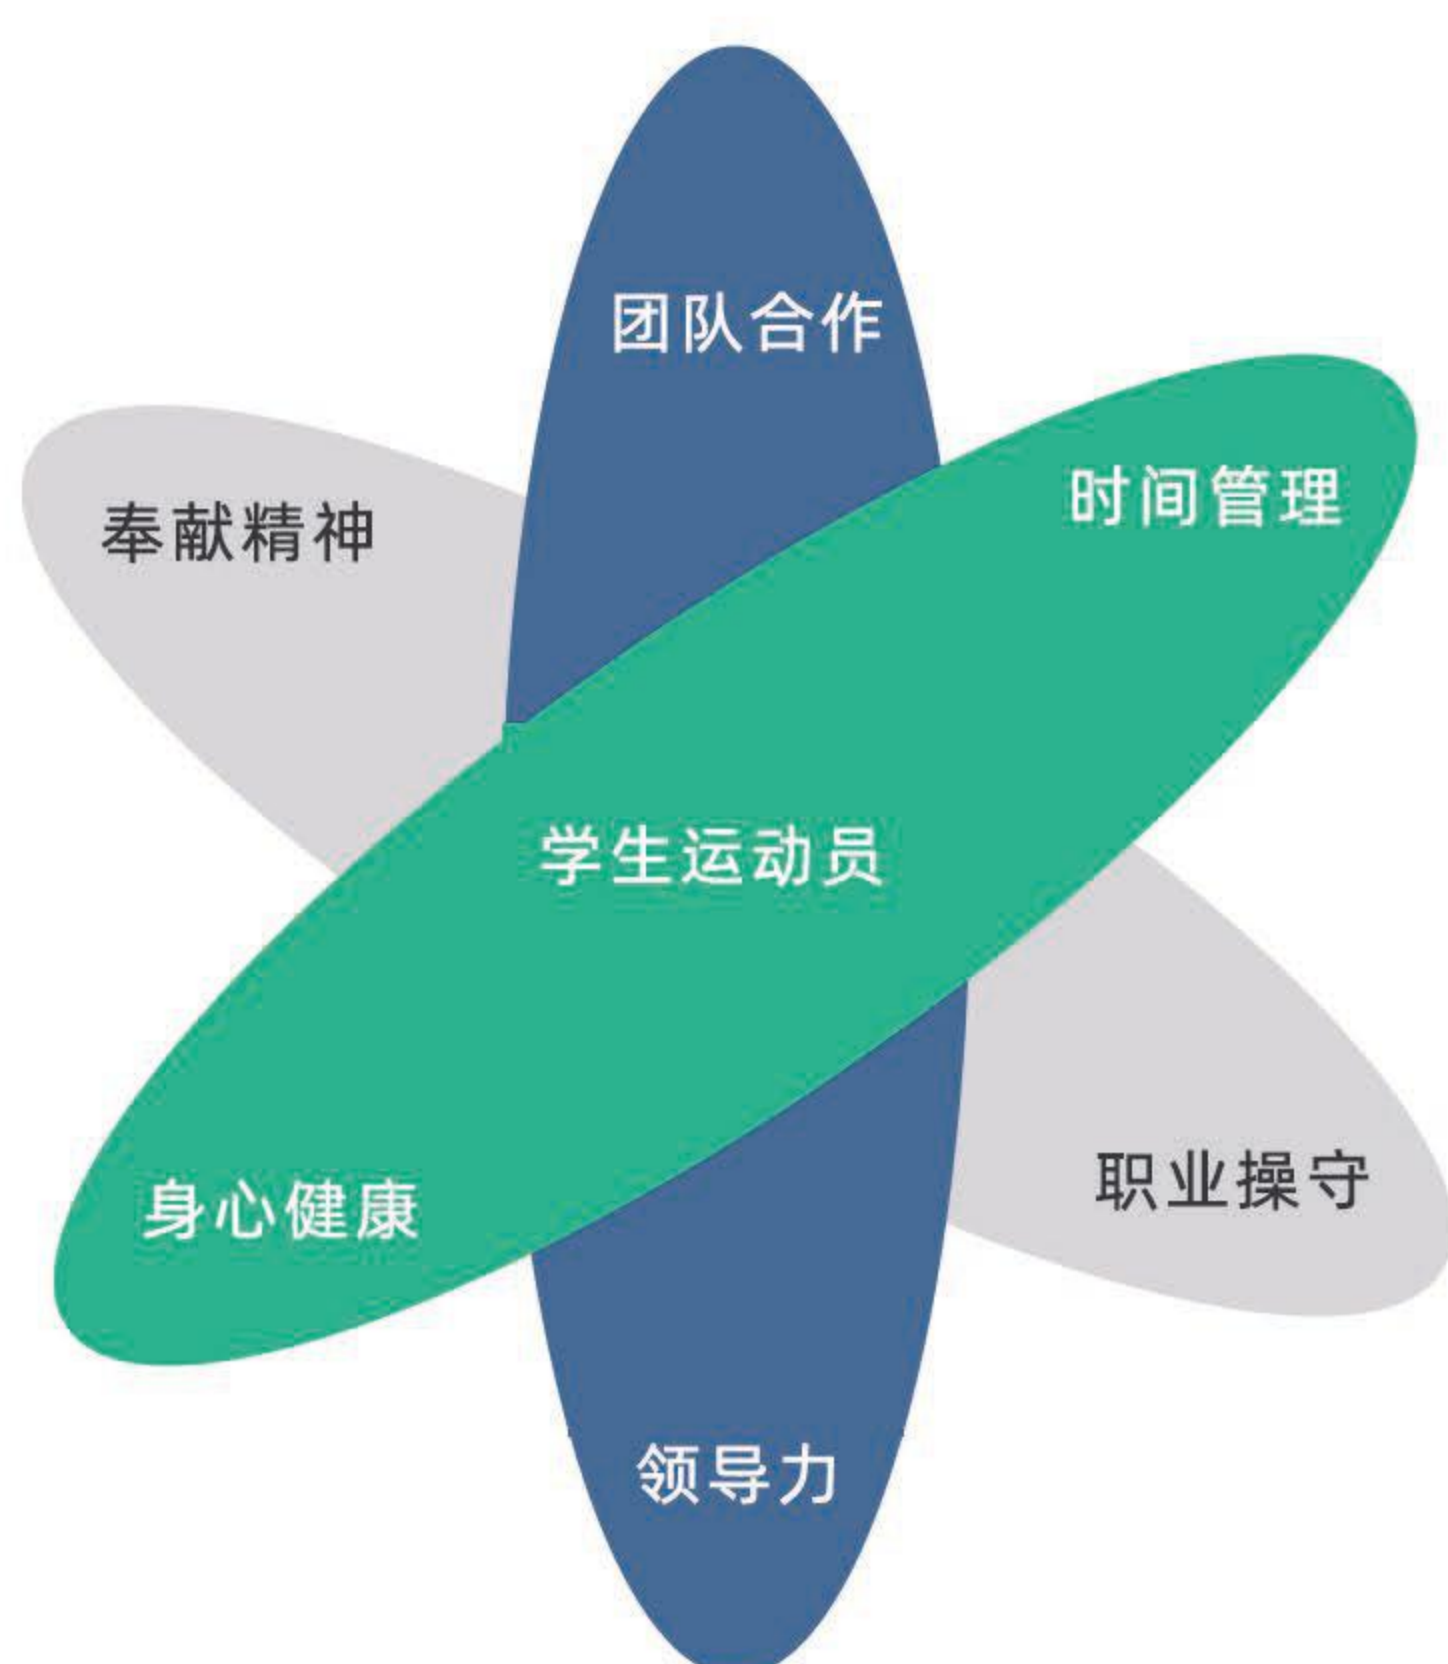 团队合作
时间管理
奉献精神
学生运动员
职业操守
身心健康
领导力